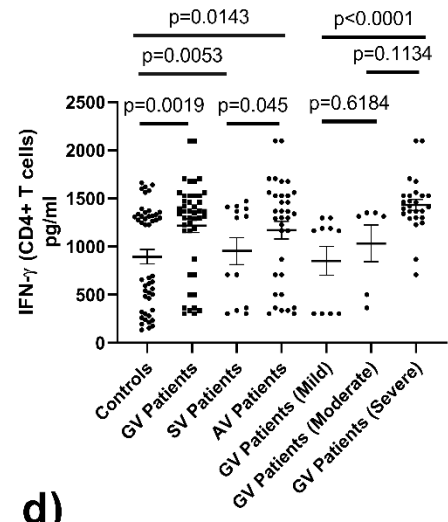 p=0.0143
p<0.0001
p=0.0053
p=0.1134
p=0.0019
p=0.045
p=0.6184
IFN-γ (CD4+ T cells)
pg/ml
2500
2000
1500
1000
500
0
Controls
GV Patients
SV Patients
AV Patients
GV Patients (Mild)
GV Patients (Moderate)
GV Patients (Severe)
d)